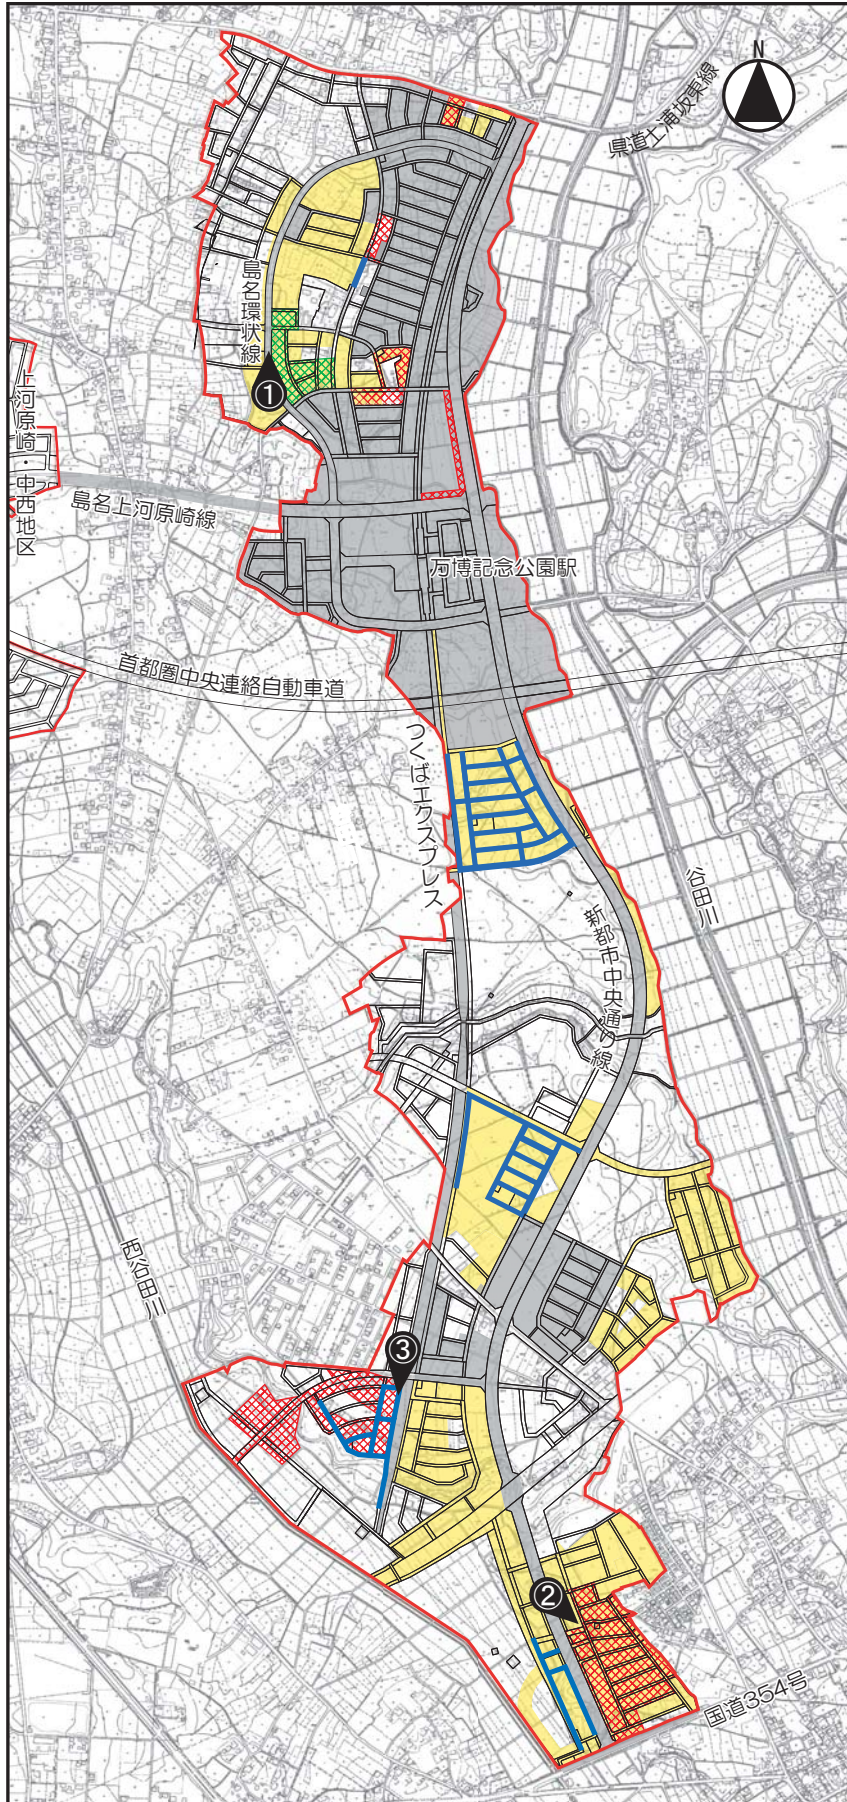 N
県道土浦坂東線
島名環状線
①
上河原崎・中西地区
島名上河原崎線
万博記念公園駅
首都圏中央連絡自動車道
つくばエクスプレス
谷田川
新都市中央通り線
西谷田川
③
②
国道354号